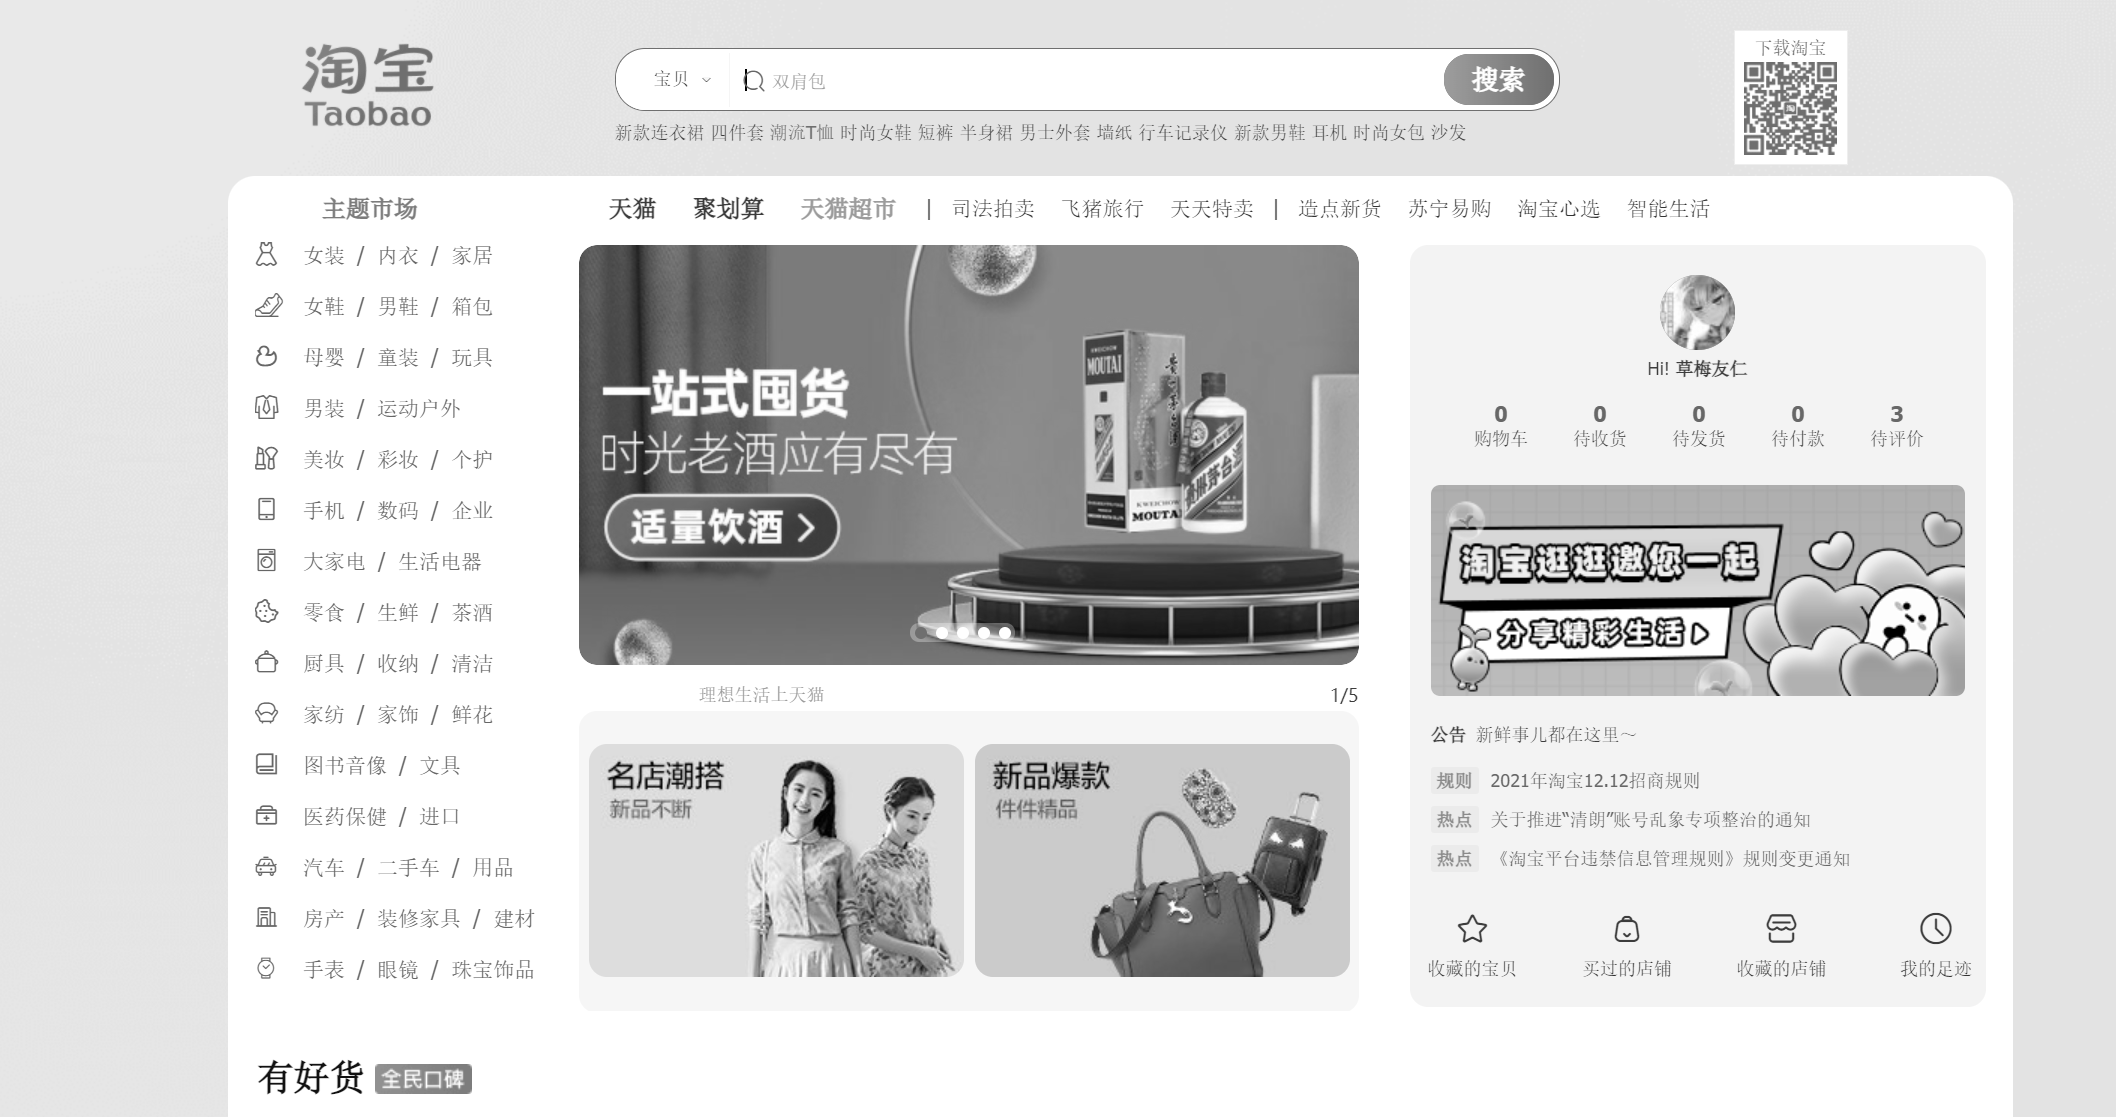 淘宝
Taobao
宝贝
双肩包
搜索
下载淘宝
新款连衣裙 四件套 潮流T恤 时尚女鞋 短裤 半身裙 男士外套 墙纸 行车记录仪 新款男鞋 耳机 时尚女包 沙发
主题市场
天猫 聚划算 天猫超市 | 司法拍卖 飞猪旅行 天天特卖 | 造点新货 苏宁易购 淘宝心选 智能生活
女装 / 内衣 / 家居
女鞋 / 男鞋 / 箱包
母婴 / 童装 / 玩具
男装 / 运动户外
美妆 / 彩妆 / 个护
手机 / 数码 / 企业
大家电 / 生活电器
零食 / 生鲜 / 茶酒
厨具 / 收纳 / 清洁
家纺 / 家饰 / 鲜花
图书音像 / 文具
医药保健 / 进口
汽车 / 二手车 / 用品
房产 / 装修家具 / 建材
手表 / 眼镜 / 珠宝饰品
一站式囤货
时光老酒应有尽有
适量饮酒
KWEICHOW
MOUTAI
贵州茅台酒
KWEICHOW
MOUTAI
贵州茅台酒
理想生活上天猫
1/5
名店潮搭
新品不断
新品爆款
件件精品
Hi! 草梅友仁
0 0 0 0 3
购物车 待收货 待发货 待付款 待评价
淘宝逛逛邀您一起
分享精彩生活
公告 新鲜事儿都在这里～
规则 2021年淘宝12.12招商规则
热点 关于推进“清朗”账号乱象专项整治的通知
热点 《淘宝平台违禁信息管理规则》规则变更通知
收藏的宝贝 买过的店铺 收藏的店铺 我的足迹
有好货 全民口碑